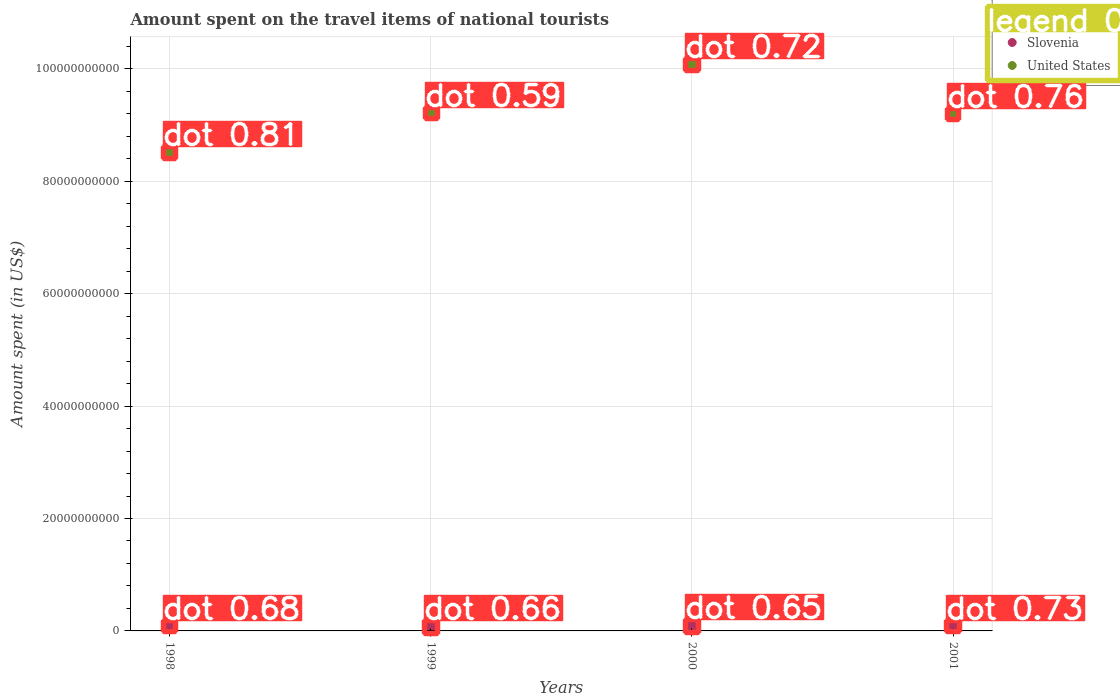 Amount spent on the travel items of national tourists
legend 0
Slovenia
United States
dot 0.72
dot 0.59
dot 0.76
dot 0.81
100000000000
80000000000
60000000000
40000000000
20000000000
0
Amount spent (in US$)
dot 0.68
dot 0.66
dot 0.65
dot 0.73
1998
1999
2000
2001
Years